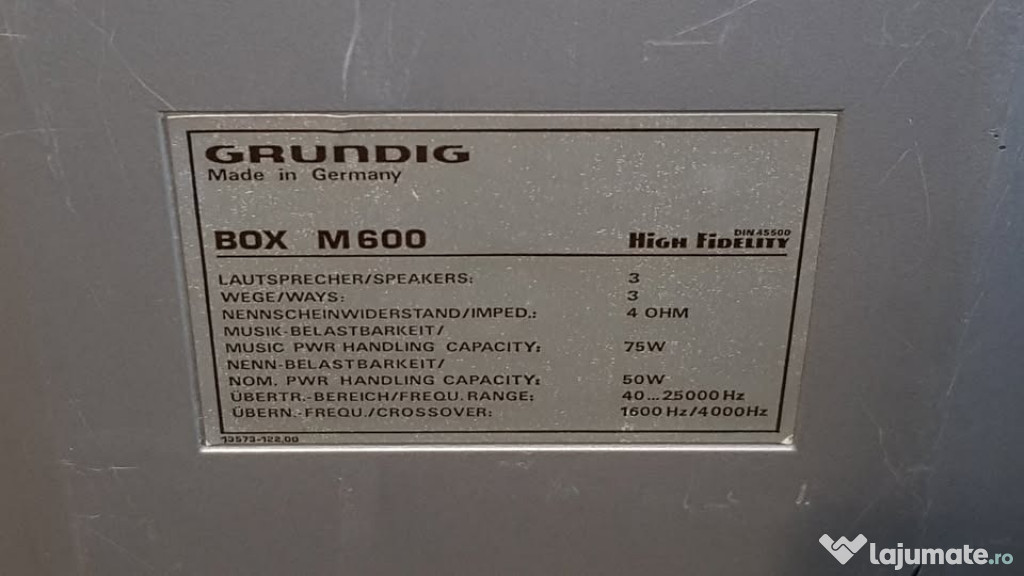 GRUNDIG
Made in Germany
DIN 45500
BOX M 600 HIGH FIDELITY
LAUTSPRECHER/SPEAKERS: 3
WEGE/WAYS: 3
NENNSCHEINWIDERSTAND/IMPED.: 4 OHM
MUSIK-BELASTBARKEIT/
MUSIC PWR HANDLING CAPACITY: 75W
NENN-BELASTBARKEIT/
NOM. PWR HANDLING CAPACITY: 50W
ÜBERTR.-BEREICH/FREQU. RANGE: 40...25000 Hz
ÜBERN.-FREQU./CROSSOVER: 1600 Hz/4000Hz
13573-122.00
lajumate.ro